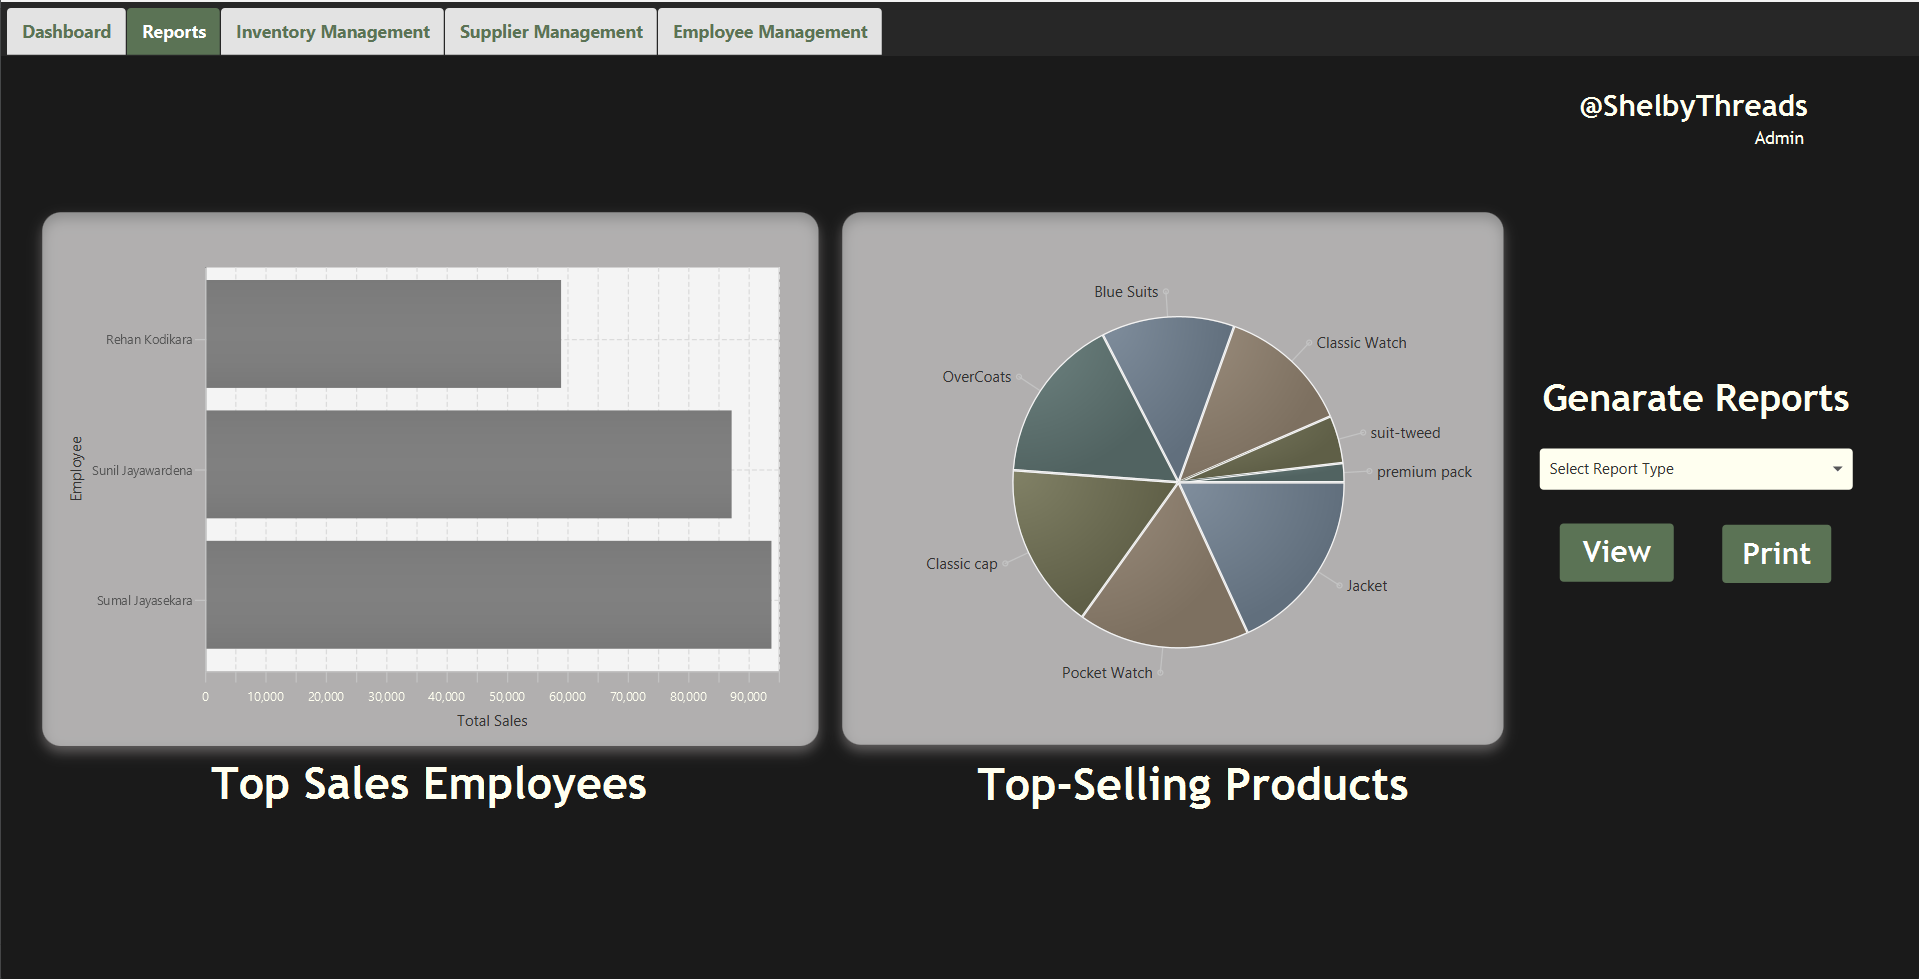 Dashboard
Reports
Inventory Management
Supplier Management
Employee Management
@ShelbyThreads
Admin
Employee
Rehan Kodikara
Sunil Jayawardena
Sumal Jayasekara
0 10,000 20,000 30,000 40,000 50,000 60,000 70,000 80,000 90,000
Total Sales
Top Sales Employees
Blue Suits
Classic Watch
OverCoats
suit-tweed
premium pack
Classic cap
Jacket
Pocket Watch
Top-Selling Products
Genarate Reports
Select Report Type
View
Print